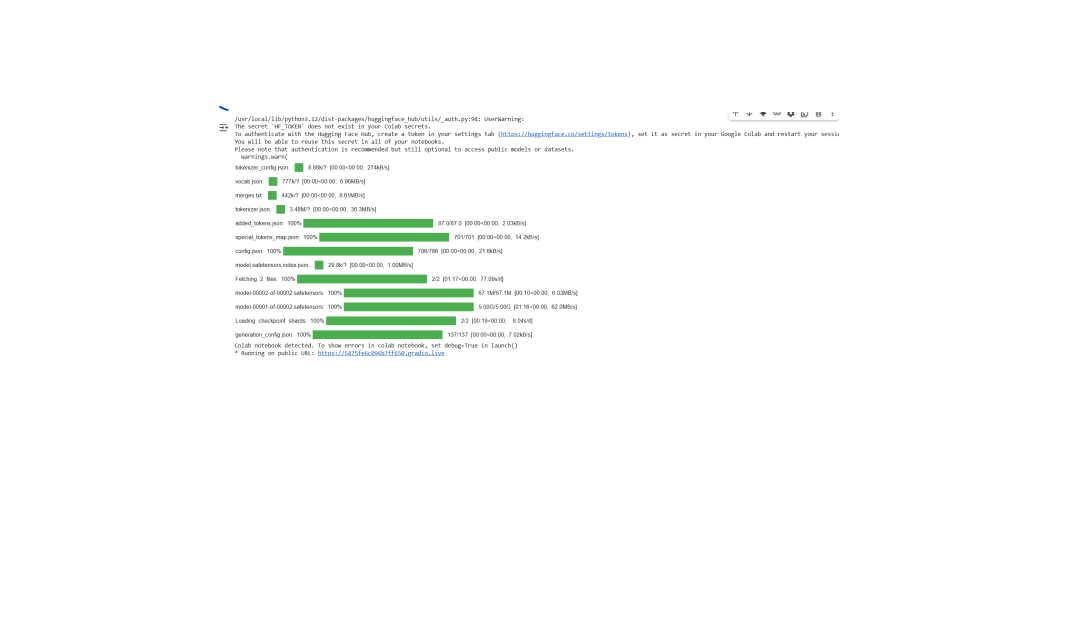 /usr/local/lib/python3.12/dist-packages/huggingface_hub/utils/_auth.py:94: UserWarning:
The secret `HF_TOKEN` does not exist in your Colab secrets.
To authenticate with the Hugging Face Hub, create a token in your settings tab (https://huggingface.co/settings/tokens), set it as secret in your Google Colab and restart your sessi
You will be able to reuse this secret in all of your notebooks.
Please note that authentication is recommended but still optional to access public models or datasets.
warnings.warn(
tokenizer_config.json: 8.88k/? [00:00<00:00, 274kB/s]
vocab.json: 777k/? [00:00<00:00, 6.96MB/s]
merges.txt: 442k/? [00:00<00:00, 8.61MB/s]
tokenizer.json: 3.48M/? [00:00<00:00, 36.3MB/s]
added_tokens.json: 100% 87.0/87.0 [00:00<00:00, 2.03kB/s]
special_tokens_map.json: 100% 701/701 [00:00<00:00, 14.2kB/s]
config.json: 100% 786/786 [00:00<00:00, 21.6kB/s]
model.safetensors.index.json: 29.8k/? [00:00<00:00, 1.00MB/s]
Fetching 2 files: 100% 2/2 [01:17<00:00, 77.09s/it]
model-00002-of-00002.safetensors: 100% 67.1M/67.1M [00:10<00:00, 6.03MB/s]
model-00001-of-00002.safetensors: 100% 5.00G/5.00G [01:16<00:00, 62.0MB/s]
Loading checkpoint shards: 100% 2/2 [00:19<00:00, 8.04s/it]
generation_config.json: 100% 137/137 [00:00<00:00, 7.02kB/s]
Colab notebook detected. To show errors in colab notebook, set debug=True in launch()
* Running on public URL: https://5475fe6c096b7ff650.gradio.live